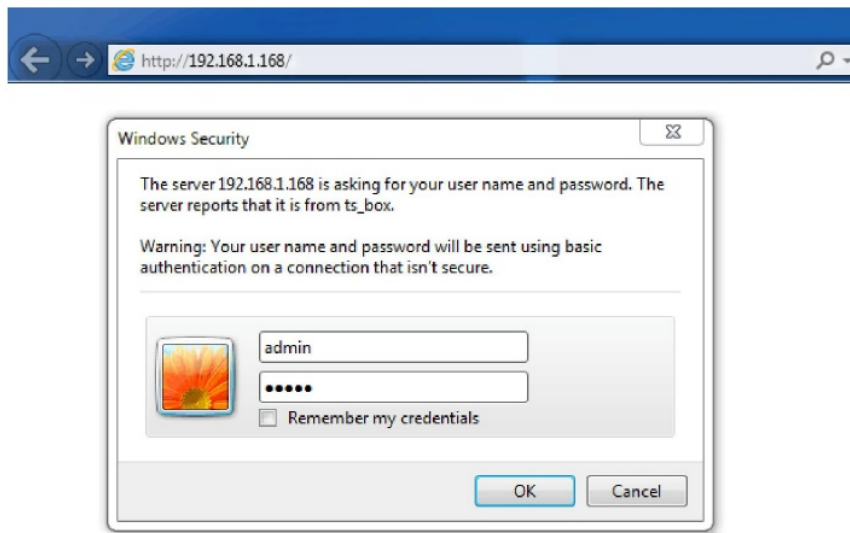 http://192.168.1.168/
Windows Security
The server 192.168.1.168 is asking for your user name and password. The
server reports that it is from ts_box.
Warning: Your user name and password will be sent using basic
authentication on a connection that isn't secure.
admin
●●●●●
Remember my credentials
OK Cancel